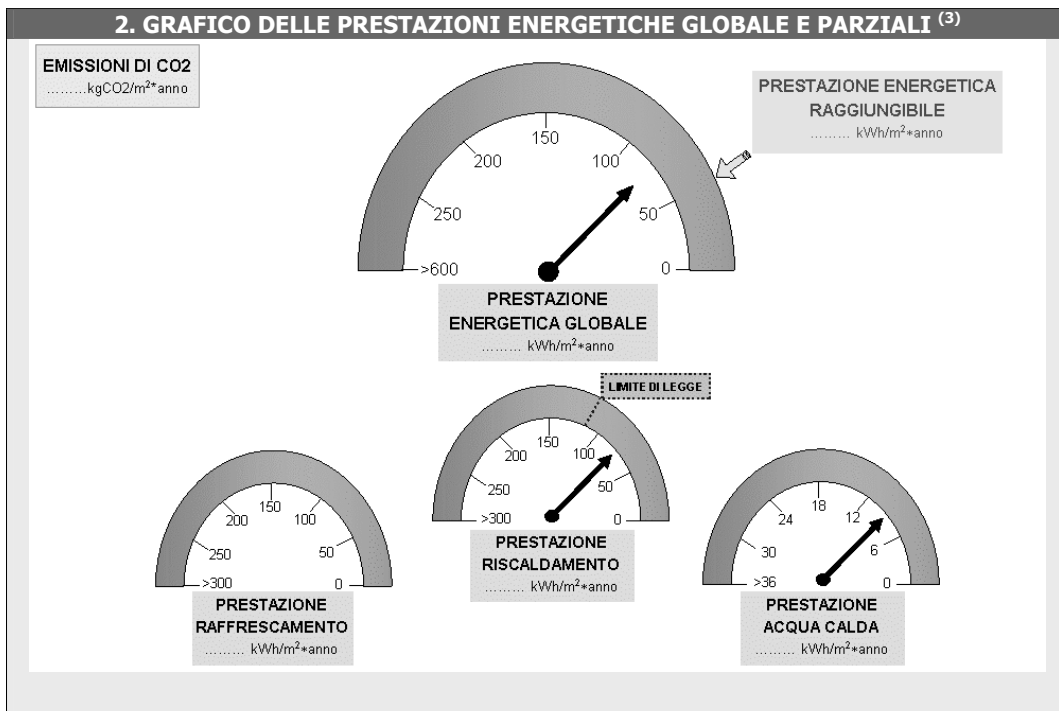 2. GRAFICO DELLE PRESTAZIONI ENERGETICHE GLOBALE E PARZIALI (3)
EMISSIONI DI CO2
.........kgCO2/m²*anno
PRESTAZIONE ENERGETICA
RAGGIUNGIBILE
......... kWh/m²*anno
150
200
100
250
50
>600
0
PRESTAZIONE
ENERGETICA GLOBALE
......... kWh/m²*anno
LIMITE DI LEGGE
150
200
100
250
50
>300
0
PRESTAZIONE
RISCALDAMENTO
......... kWh/m²*anno
150
200
100
250
50
>300
0
PRESTAZIONE
RAFFRESCAMENTO
......... kWh/m²*anno
18
24
12
30
6
>36
0
PRESTAZIONE
ACQUA CALDA
......... kWh/m²*anno